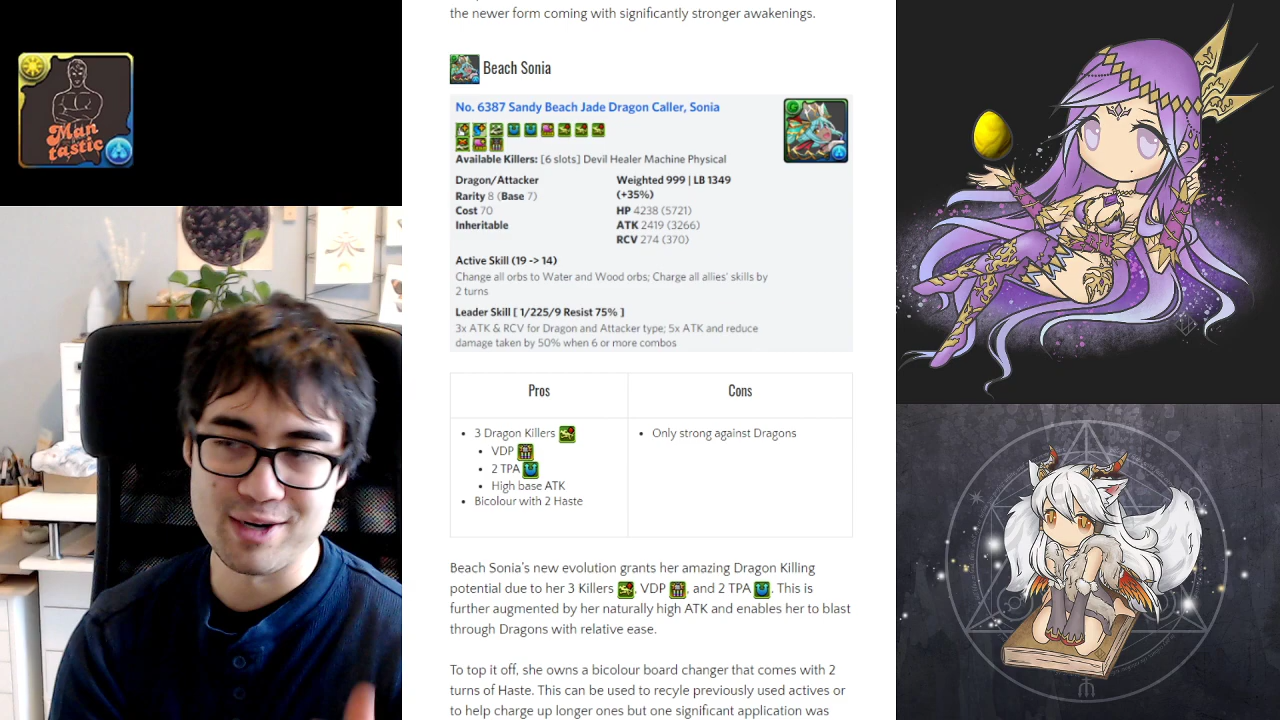 Man
tastic
the newer form coming with significantly stronger awakenings.
Beach Sonia
No. 6387 Sandy Beach Jade Dragon Caller, Sonia
Available Killers: [6 slots] Devil Healer Machine Physical
Dragon/Attacker
Rarity 8 (Base 7)
Cost 70
Inheritable
Weighted 999 | LB 1349
(+35%)
HP 4238 (5721)
ATK 2419 (3266)
RCV 274 (370)
Active Skill (19 -> 14)
Change all orbs to Water and Wood orbs; Charge all allies' skills by
2 turns
Leader Skill [ 1/225/9 Resist 75% ]
3x ATK & RCV for Dragon and Attacker type; 5x ATK and reduce
damage taken by 50% when 6 or more combos
Pros
Cons
• 3 Dragon Killers
• VDP
• 2 TPA
• High base ATK
• Bicolour with 2 Haste
• Only strong against Dragons
Beach Sonia's new evolution grants her amazing Dragon Killing
potential due to her 3 Killers , VDP , and 2 TPA . This is
further augmented by her naturally high ATK and enables her to blast
through Dragons with relative ease.
To top it off, she owns a bicolour board changer that comes with 2
turns of Haste. This can be used to recyle previously used actives or
to help charge up longer ones but one significant application was